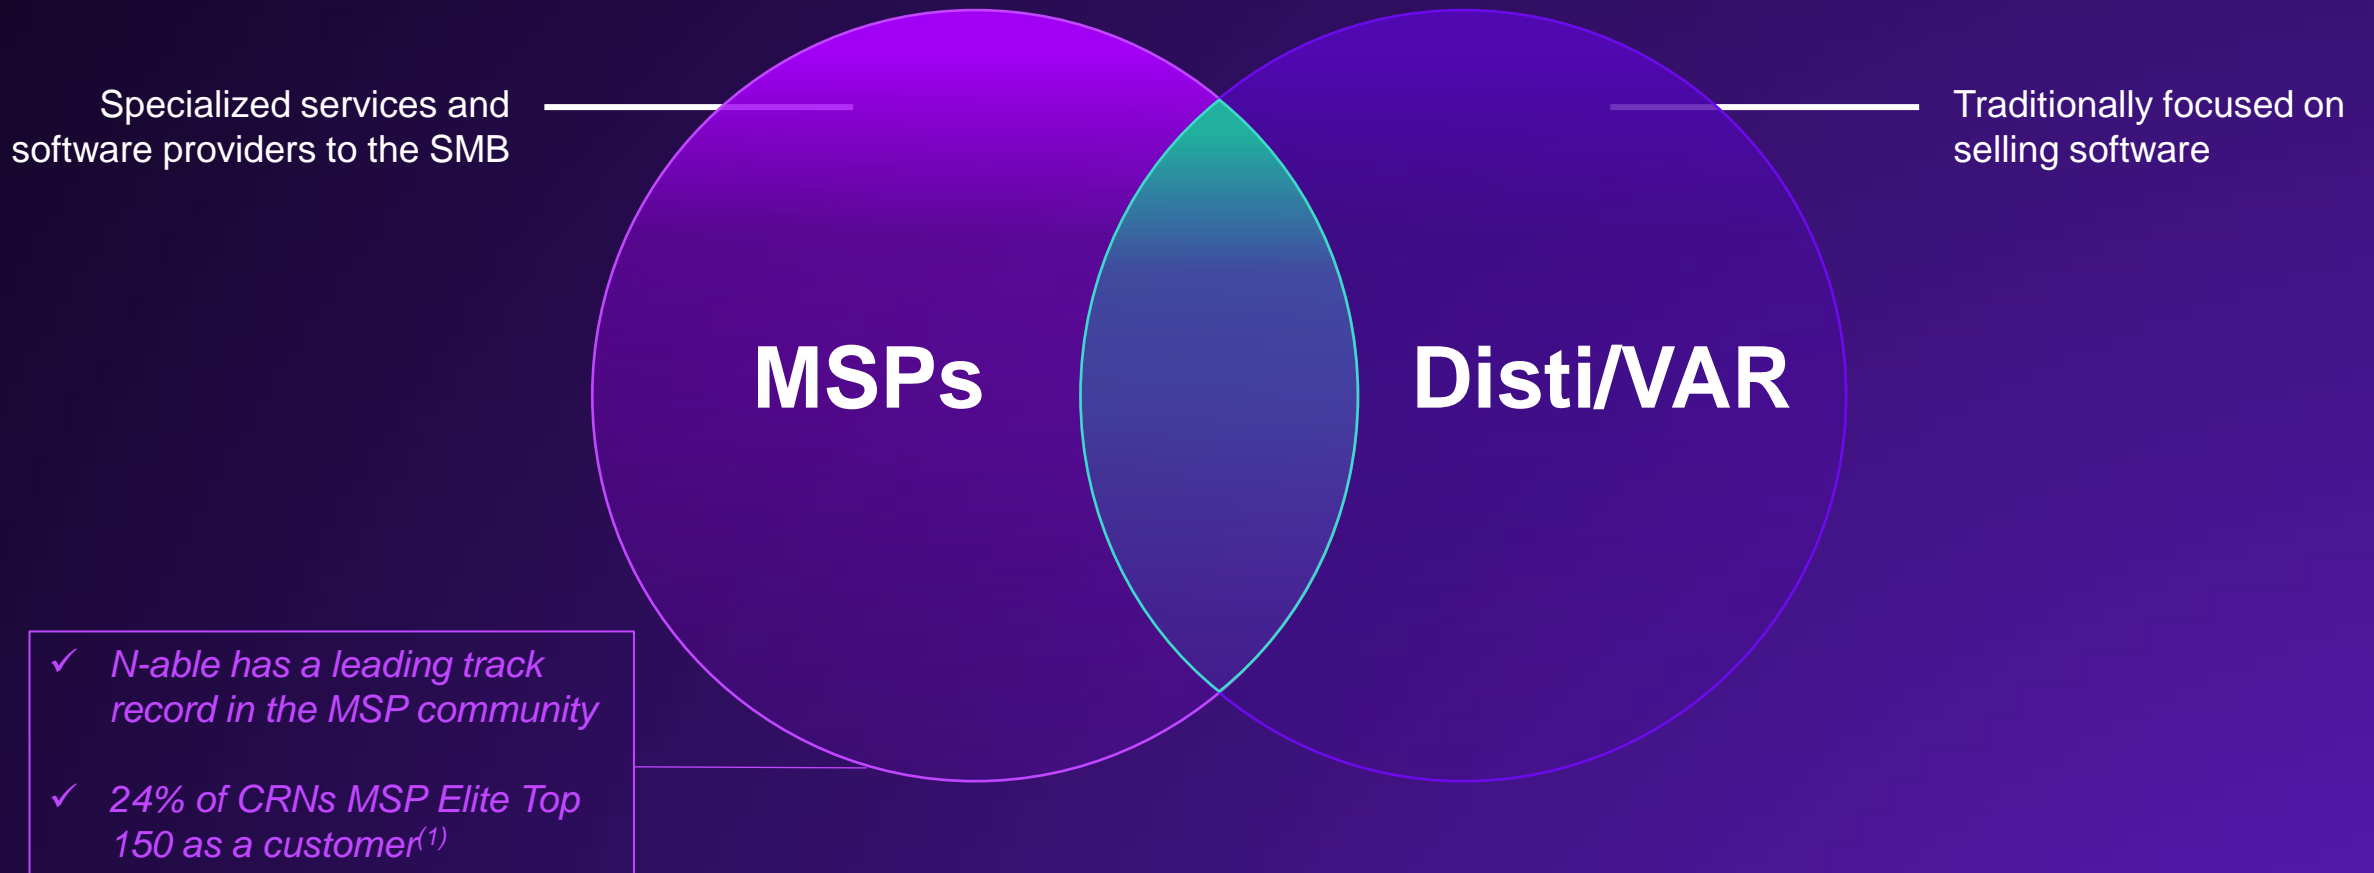 Specialized services and
software providers to the SMB
MSPs
Disti/VAR
Traditionally focused on
selling software
✓ N-able has a leading track
record in the MSP community
✓ 24% of CRNs MSP Elite Top
150 as a customer(1)